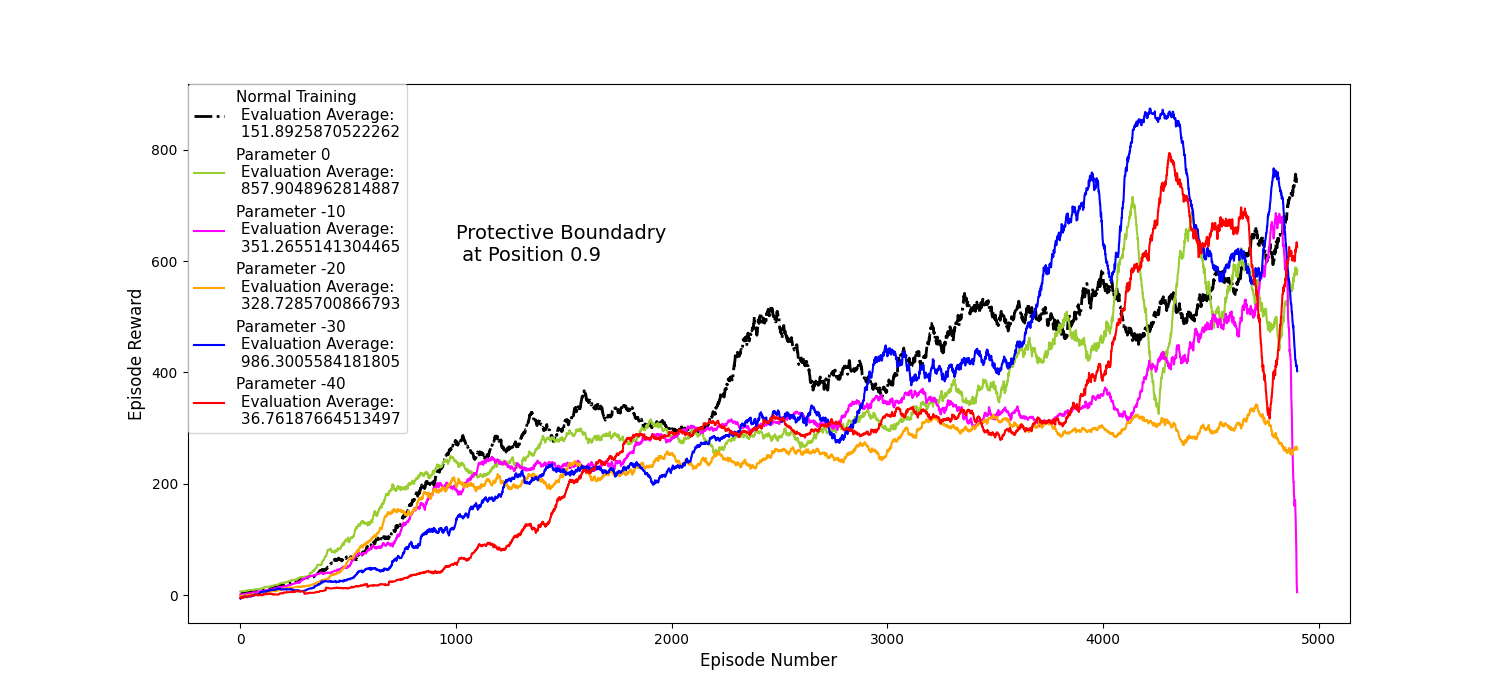 Normal Training
Evaluation Average:
151.8925870522262
Parameter 0
Evaluation Average:
857.9048962814887
Parameter -10
Evaluation Average:
351.2655141304465
Parameter -20
Evaluation Average:
328.7285700866793
Parameter -30
Evaluation Average:
986.3005584181805
Parameter -40
Evaluation Average:
36.76187664513497
Protective Boundadry
at Position 0.9
800
600
400
200
0
Episode Reward
0 1000 2000 3000 4000 5000
Episode Number